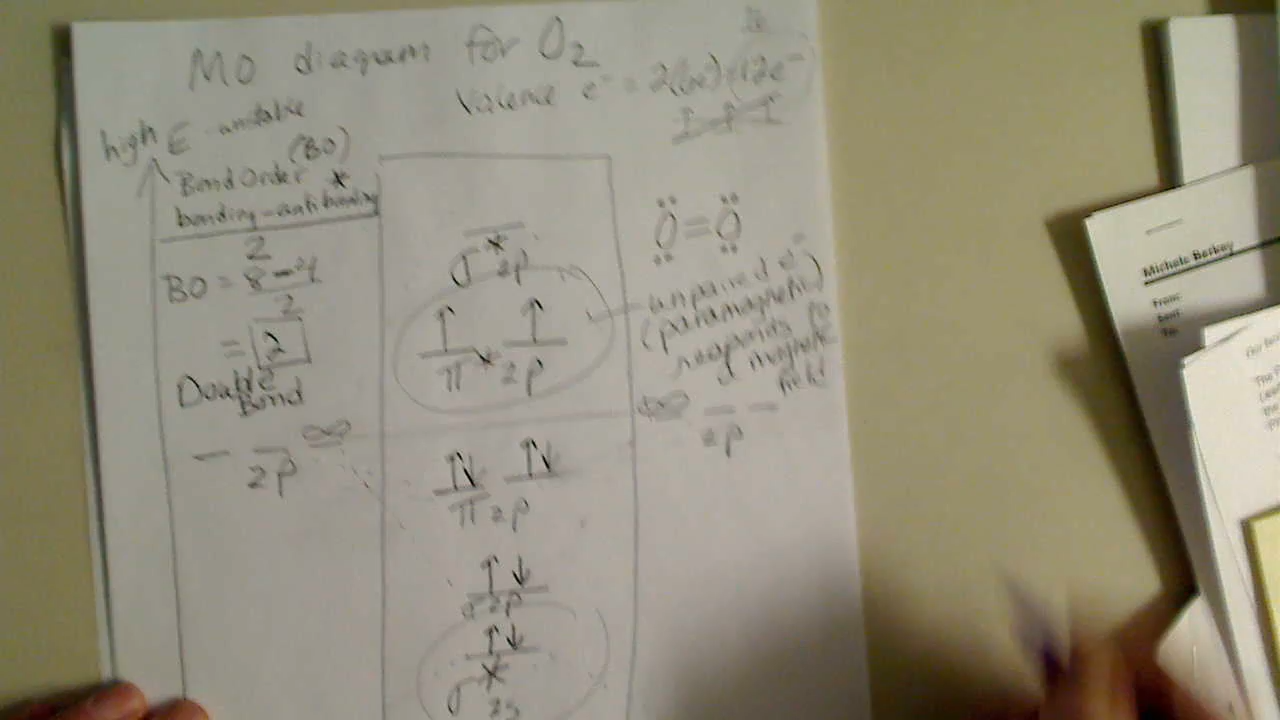 MO diagram for O2
Valence e- = 2(6e-) = 12e-
high E - unstable
Bond Order (BO)
*
bonding - antibonding
2
BO = 8 - 4
2
= 2
Double Bond
∞
2p
σ*2p
↑ ↑
π*2p
↑↓ ↑↓
π2p
↑↓
σ2p
↑↓
σ*2s
Ö=Ö
unpaired e-
(paramagnetic)
responds to
magnetic
field
2p
Michele Berkey
From:
Sent:
To: